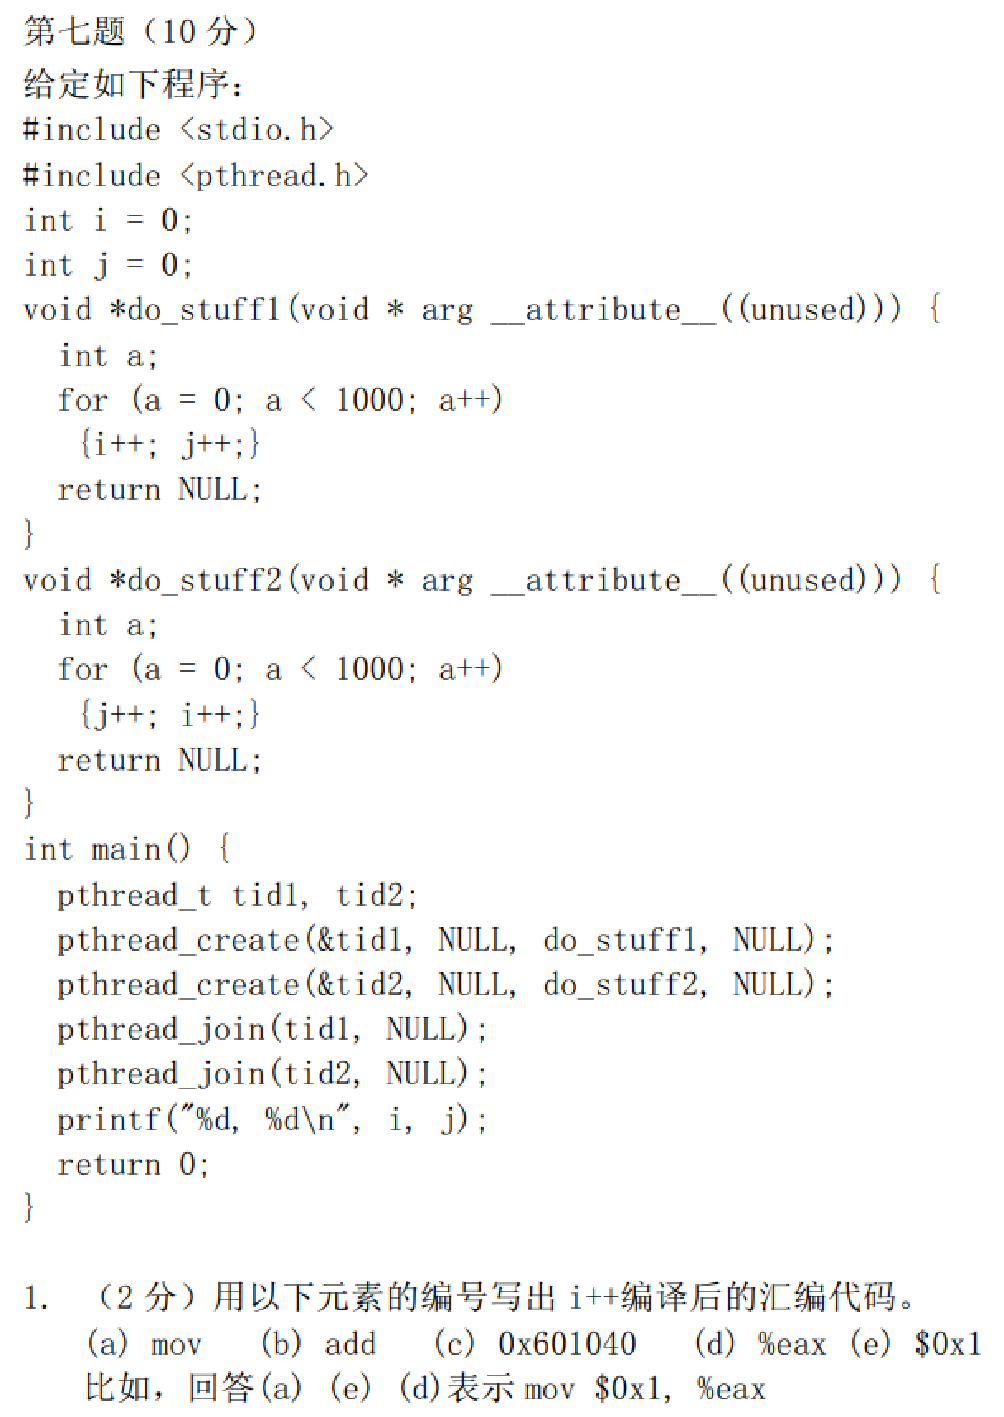 第七题（10 分）
给定如下程序：
#include <stdio.h>
#include <pthread.h>
int i = 0;
int j = 0;
void *do_stuff1(void * arg __attribute__((unused))) {
  int a;
  for (a = 0; a < 1000; a++)
   {i++; j++;}
  return NULL;
}
void *do_stuff2(void * arg __attribute__((unused))) {
  int a;
  for (a = 0; a < 1000; a++)
   {j++; i++;}
  return NULL;
}
int main() {
  pthread_t tid1, tid2;
  pthread_create(&tid1, NULL, do_stuff1, NULL);
  pthread_create(&tid2, NULL, do_stuff2, NULL);
  pthread_join(tid1, NULL);
  pthread_join(tid2, NULL);
  printf("%d, %d\n", i, j);
  return 0;
}
1. （2 分）用以下元素的编号写出 i++编译后的汇编代码。
(a) mov (b) add (c) 0x601040 (d) %eax (e) $0x1
比如，回答(a) (e) (d)表示 mov $0x1, %eax